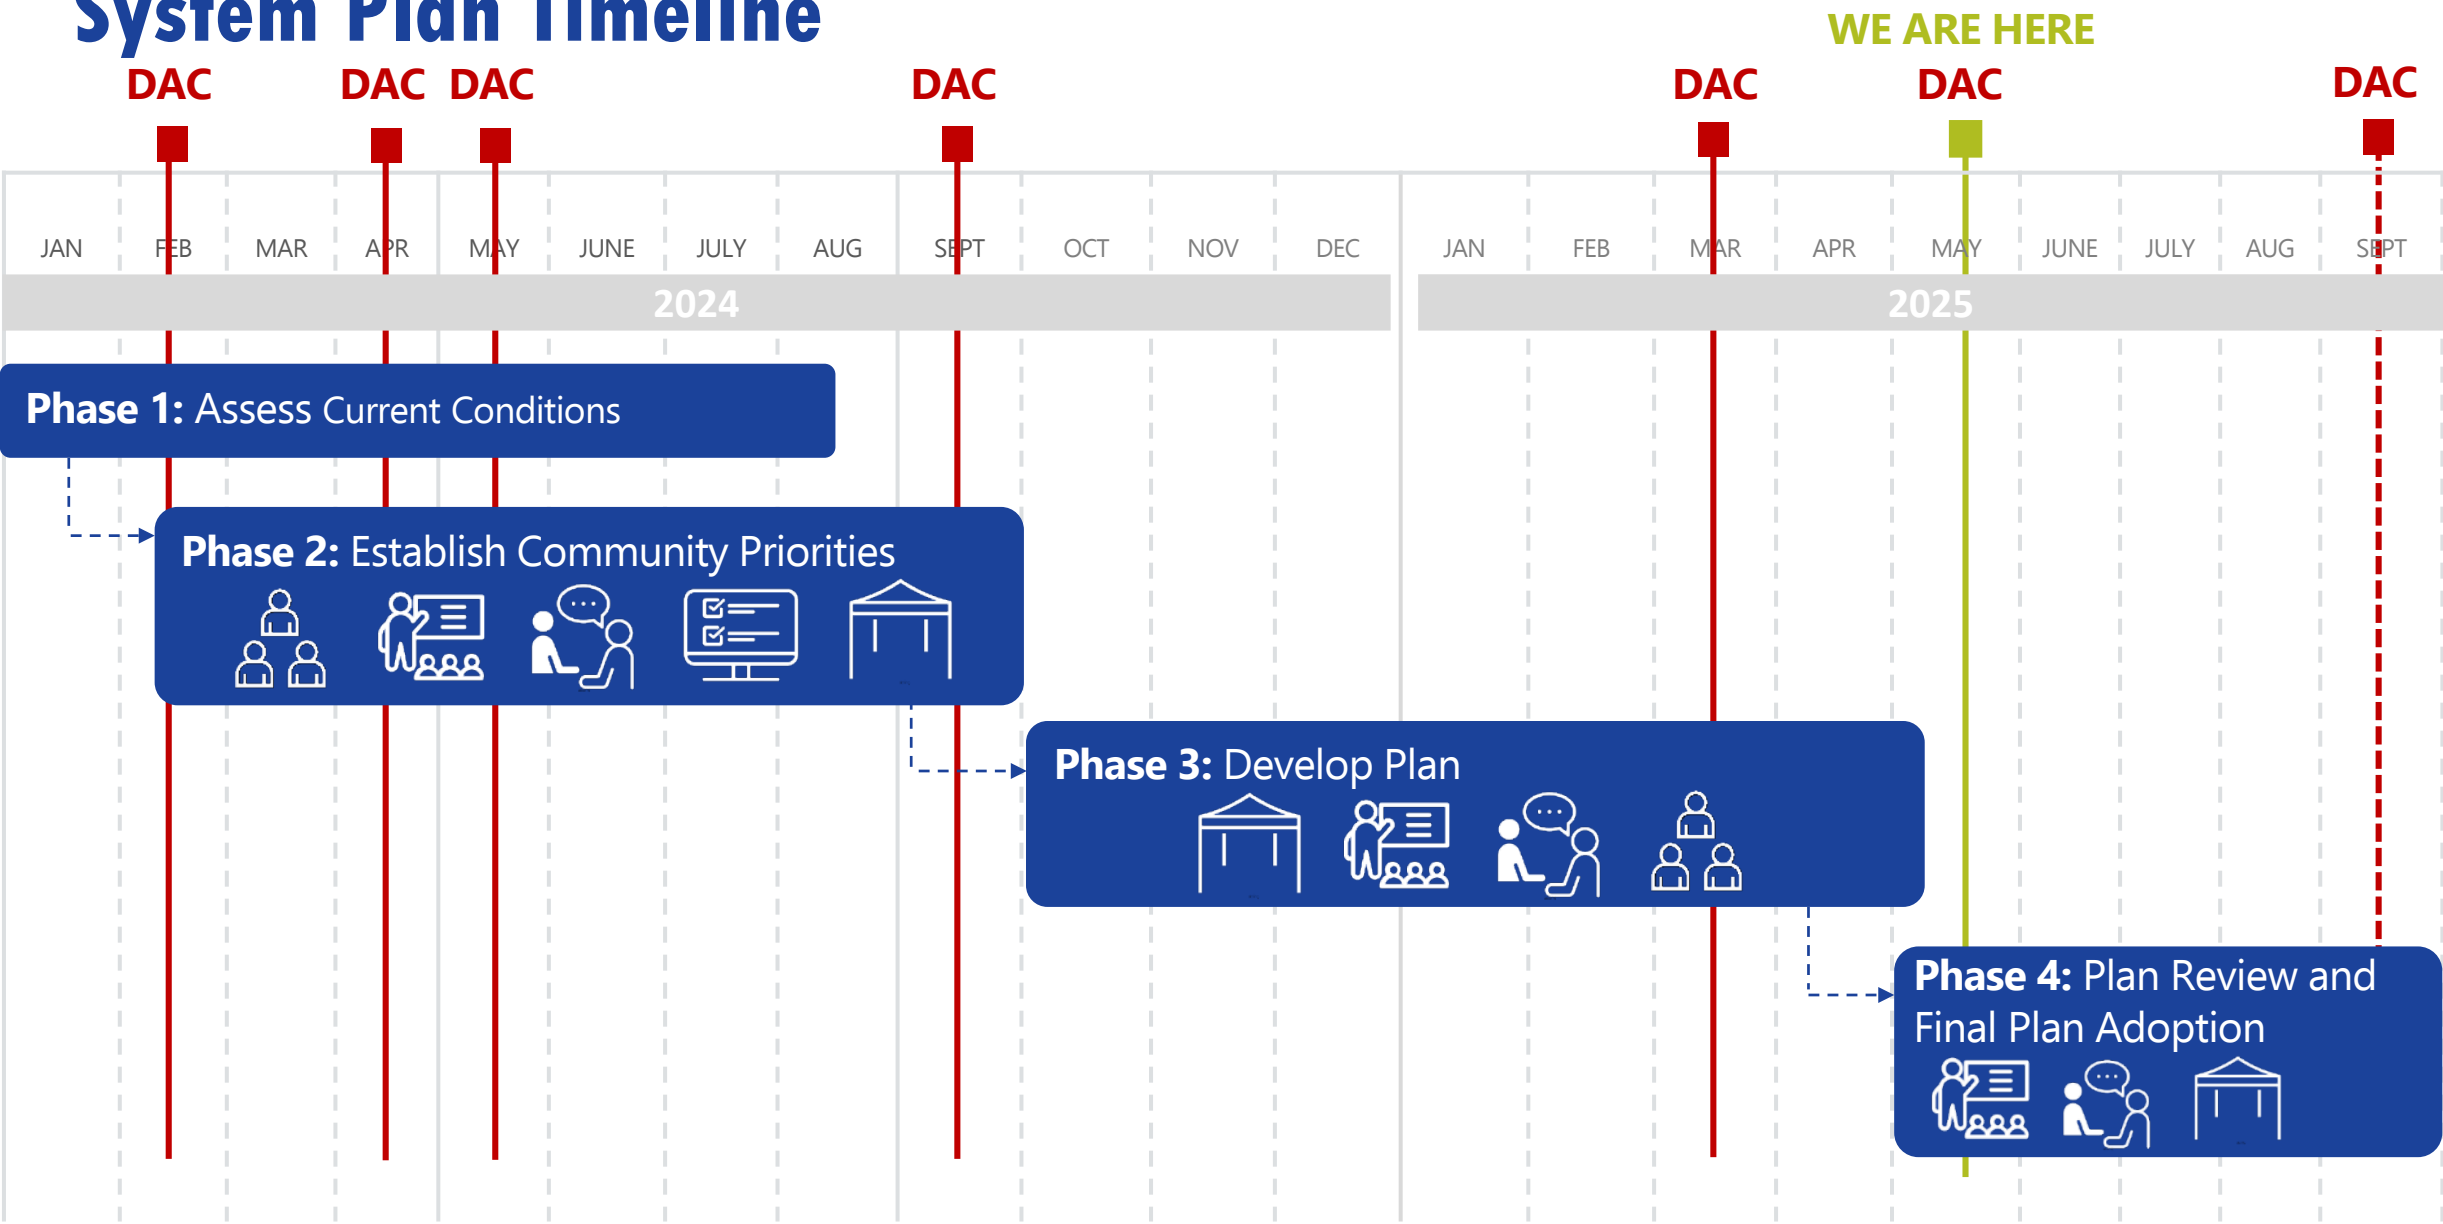 System Plan Timeline
WE ARE HERE
DAC DAC DAC DAC DAC DAC DAC
JAN FEB MAR APR MAY JUNE JULY AUG SEPT OCT NOV DEC JAN FEB MAR APR MAY JUNE JULY AUG SEPT
2024 2025
Phase 1: Assess Current Conditions
Phase 2: Establish Community Priorities
Phase 3: Develop Plan
Phase 4: Plan Review and
Final Plan Adoption